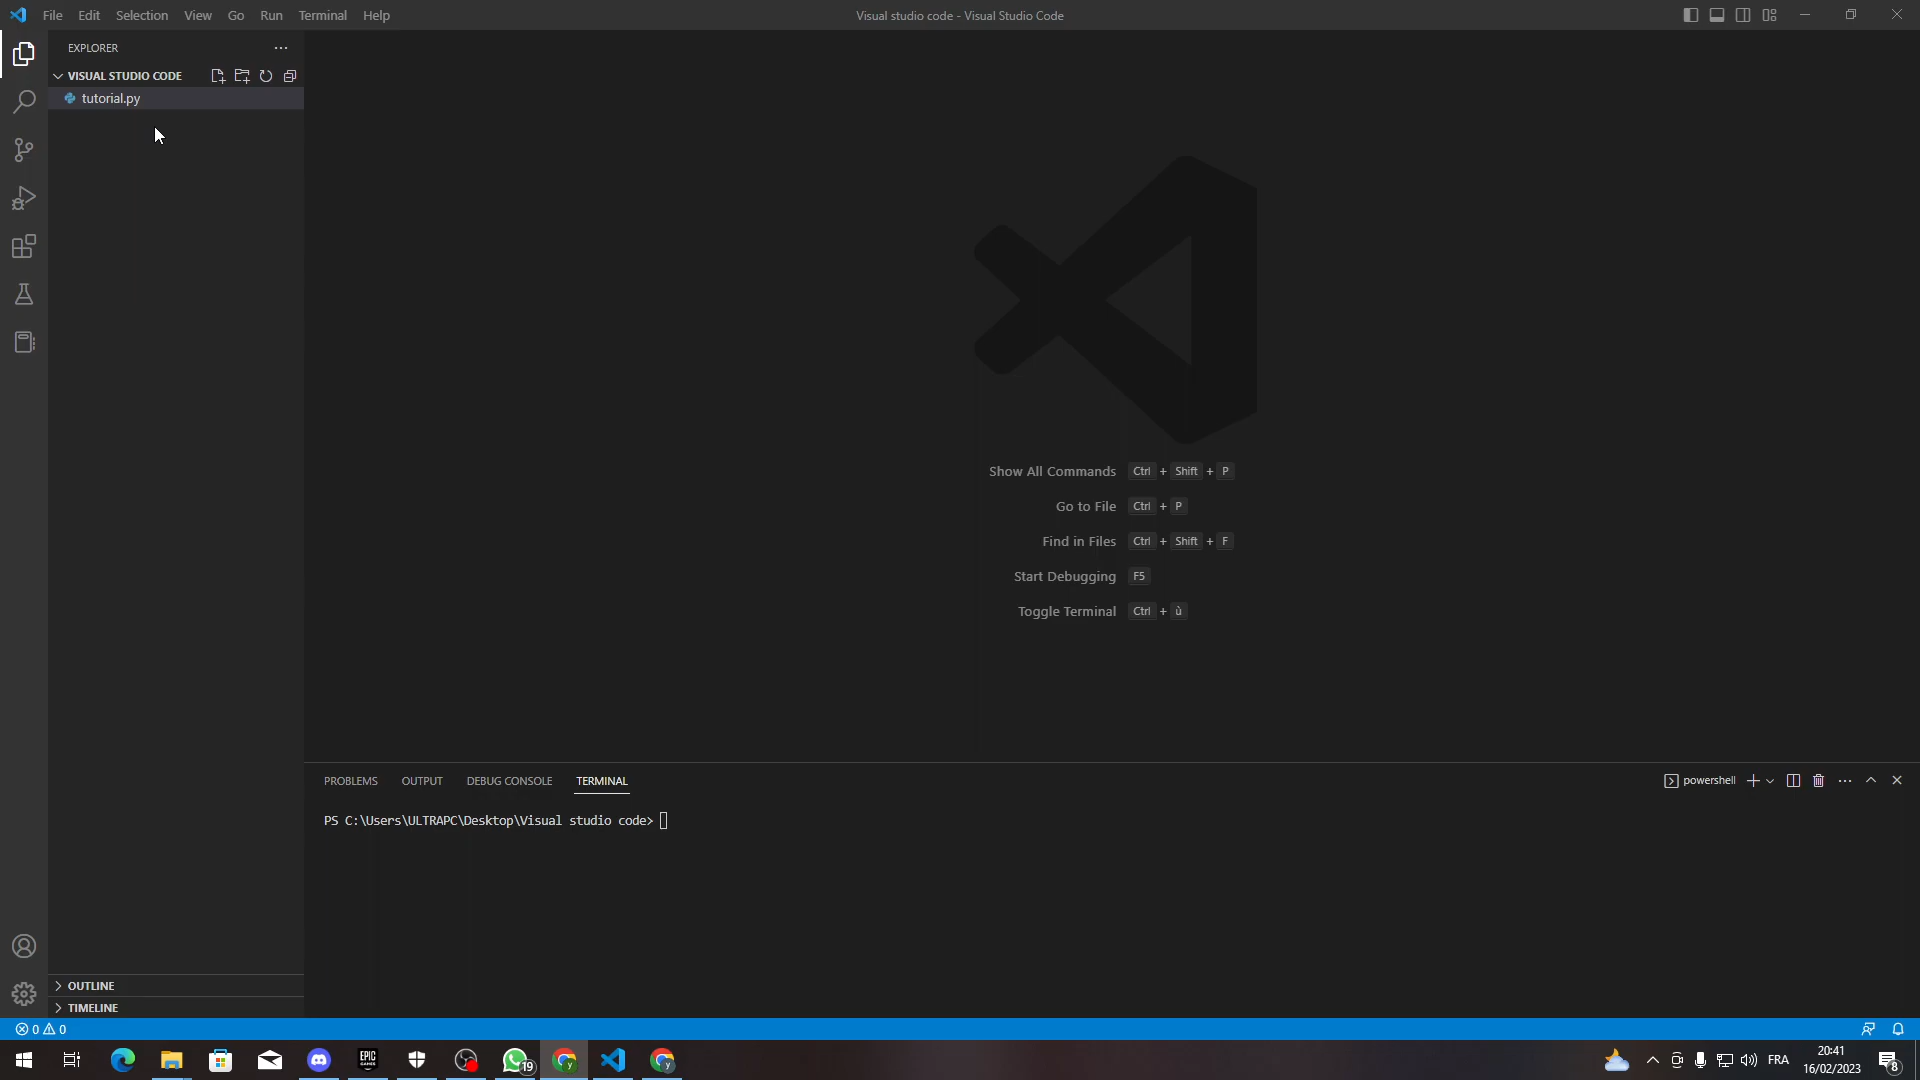 File Edit Selection View Go Run Terminal Help
Visual studio code - Visual Studio Code
EXPLORER
VISUAL STUDIO CODE
tutorial.py
Show All Commands Ctrl + Shift + P
Go to File Ctrl + P
Find in Files Ctrl + Shift + F
Start Debugging F5
Toggle Terminal Ctrl + ù
PROBLEMS OUTPUT DEBUG CONSOLE TERMINAL
powershell
PS C:\Users\ULTRAPC\Desktop\Visual studio code>
OUTLINE
TIMELINE
0 0
EPIC GAMES
19
y
y
FRA
20:41
16/02/2023
8